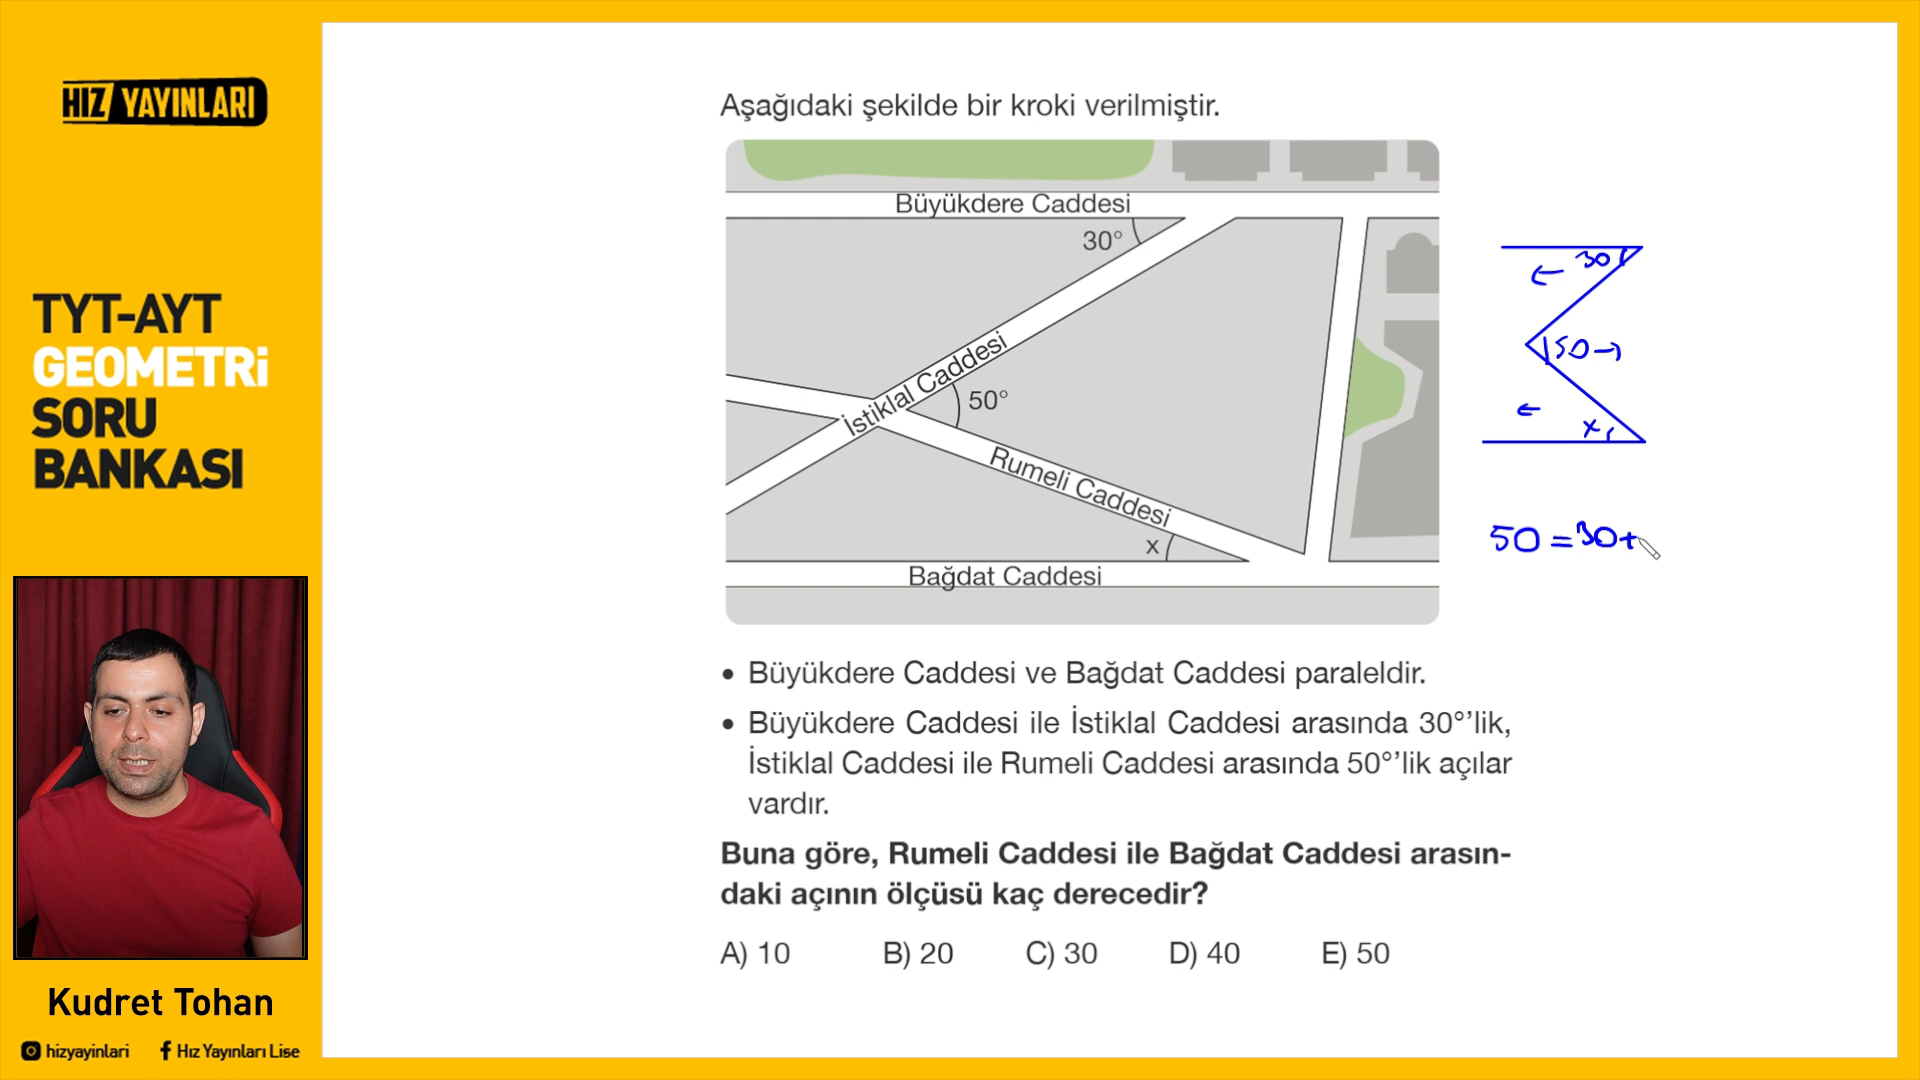 HIZ YAYINLARI
TYT-AYT
GEOMETRİ
SORU
BANKASI
Kudret Tohan
hizyayinlari
Hız Yayınları Lise
Aşağıdaki şekilde bir kroki verilmiştir.
Büyükdere Caddesi
30°
İstiklal Caddesi
50°
Rumeli Caddesi
x
Bağdat Caddesi
30
50
x
50=30+
• Büyükdere Caddesi ve Bağdat Caddesi paraleldir.
• Büyükdere Caddesi ile İstiklal Caddesi arasında 30°'lik,
İstiklal Caddesi ile Rumeli Caddesi arasında 50°'lik açılar
vardır.
Buna göre, Rumeli Caddesi ile Bağdat Caddesi arasın-
daki açının ölçüsü kaç derecedir?
A) 10 B) 20 C) 30 D) 40 E) 50